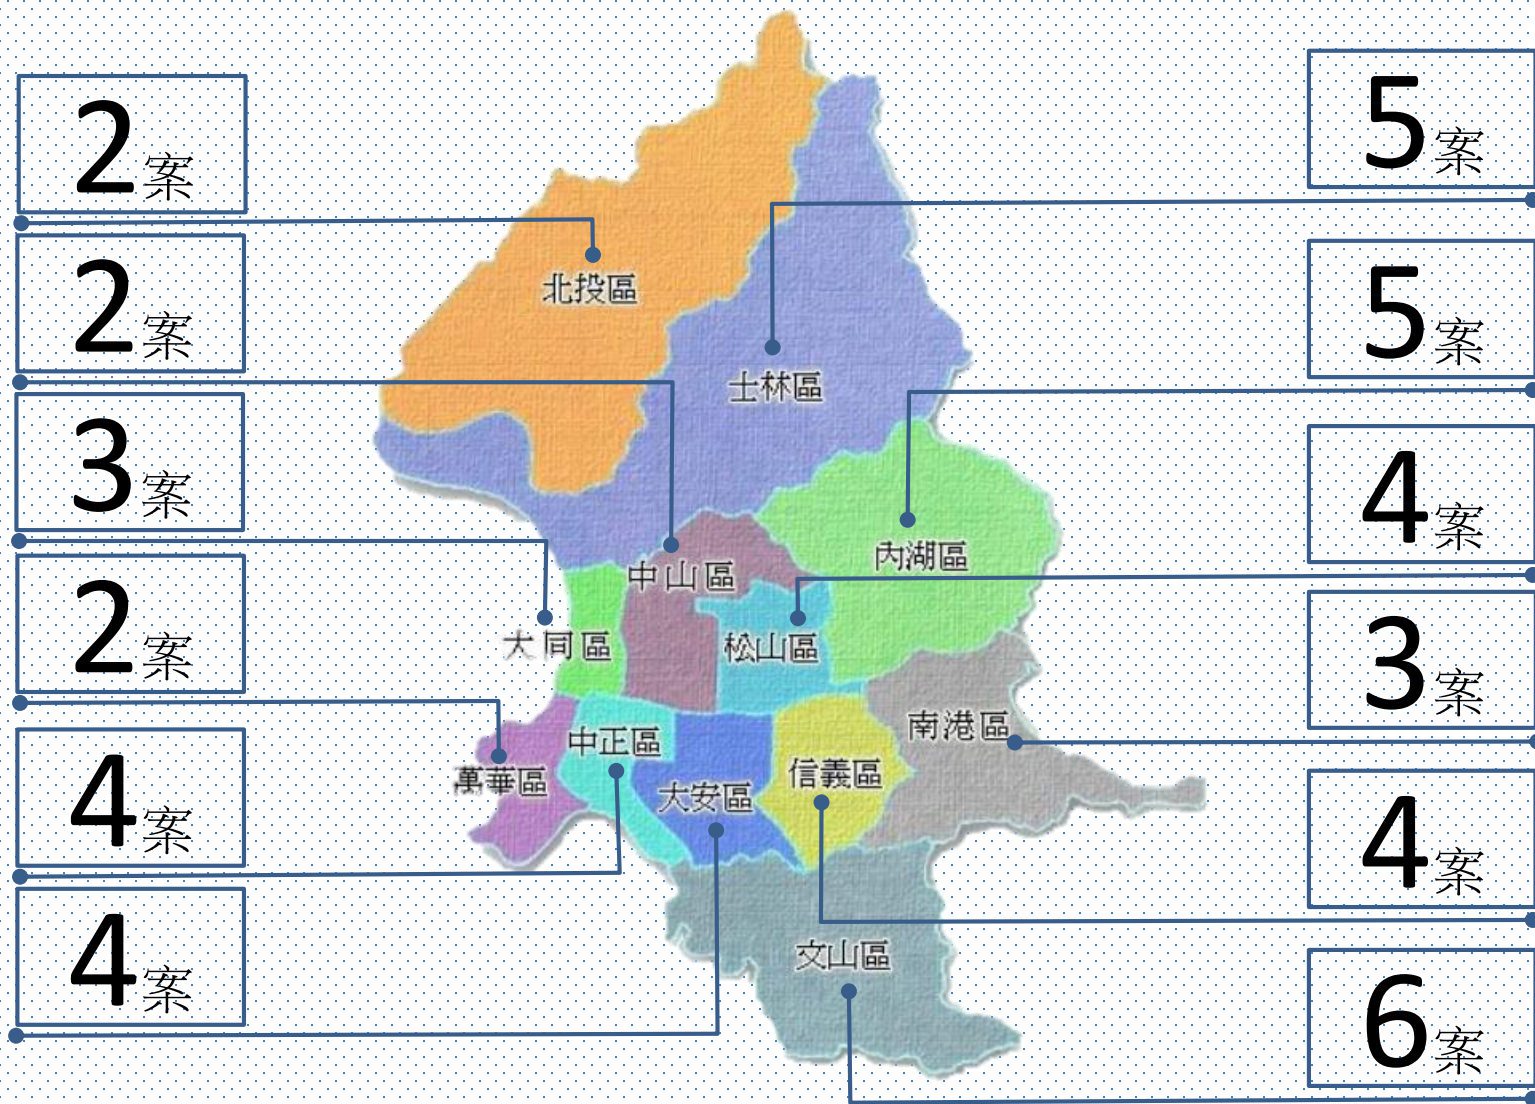 2案
2案
3案
2案
4案
4案
北投區
士林區
內湖區
中山區
大同區
松山區
南港區
中正區
信義區
萬華區
大安區
文山區
5案
5案
4案
3案
4案
6案